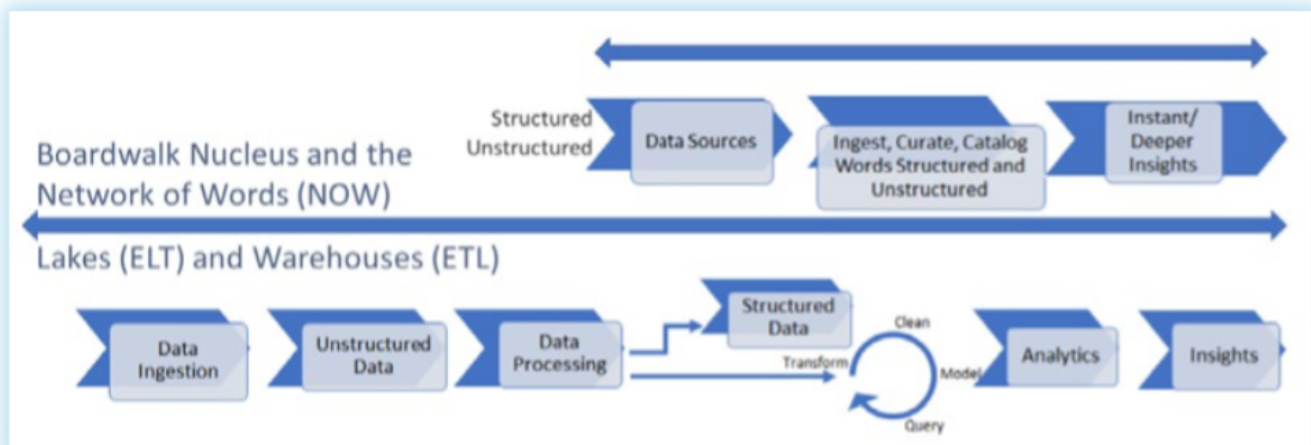 Structured
Unstructured
Data Sources
Ingest, Curate, Catalog
Words Structured and
Unstructured
Instant/
Deeper
Insights
Boardwalk Nucleus and the
Network of Words (NOW)
Lakes (ELT) and Warehouses (ETL)
Data
Ingestion
Unstructured
Data
Data
Processing
Structured
Data
Transform
Clean
Model
Query
Analytics
Insights